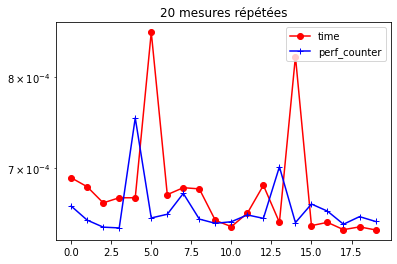 20 mesures répétées
time
perf_counter
8 × 10⁻⁴
7 × 10⁻⁴
0.0 2.5 5.0 7.5 10.0 12.5 15.0 17.5